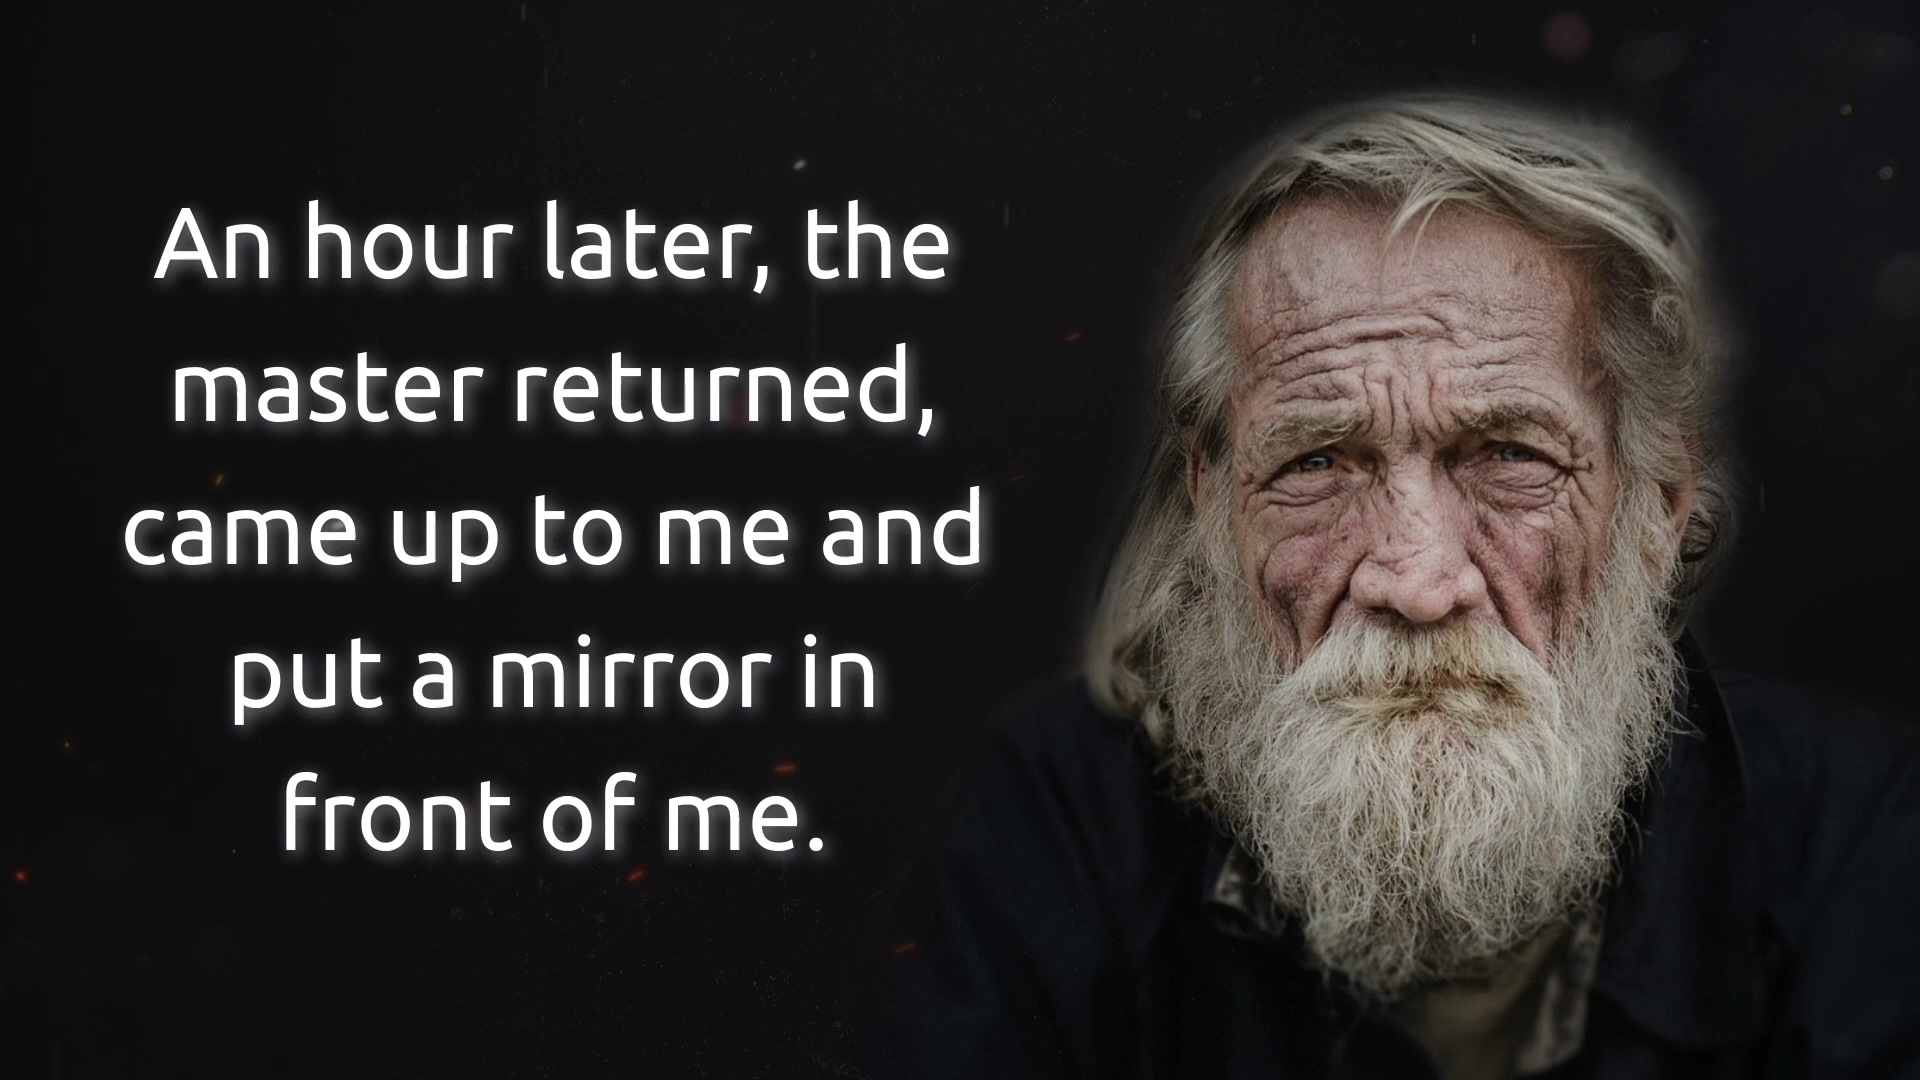 An hour later, the
master returned,
came up to me and
put a mirror in
front of me.